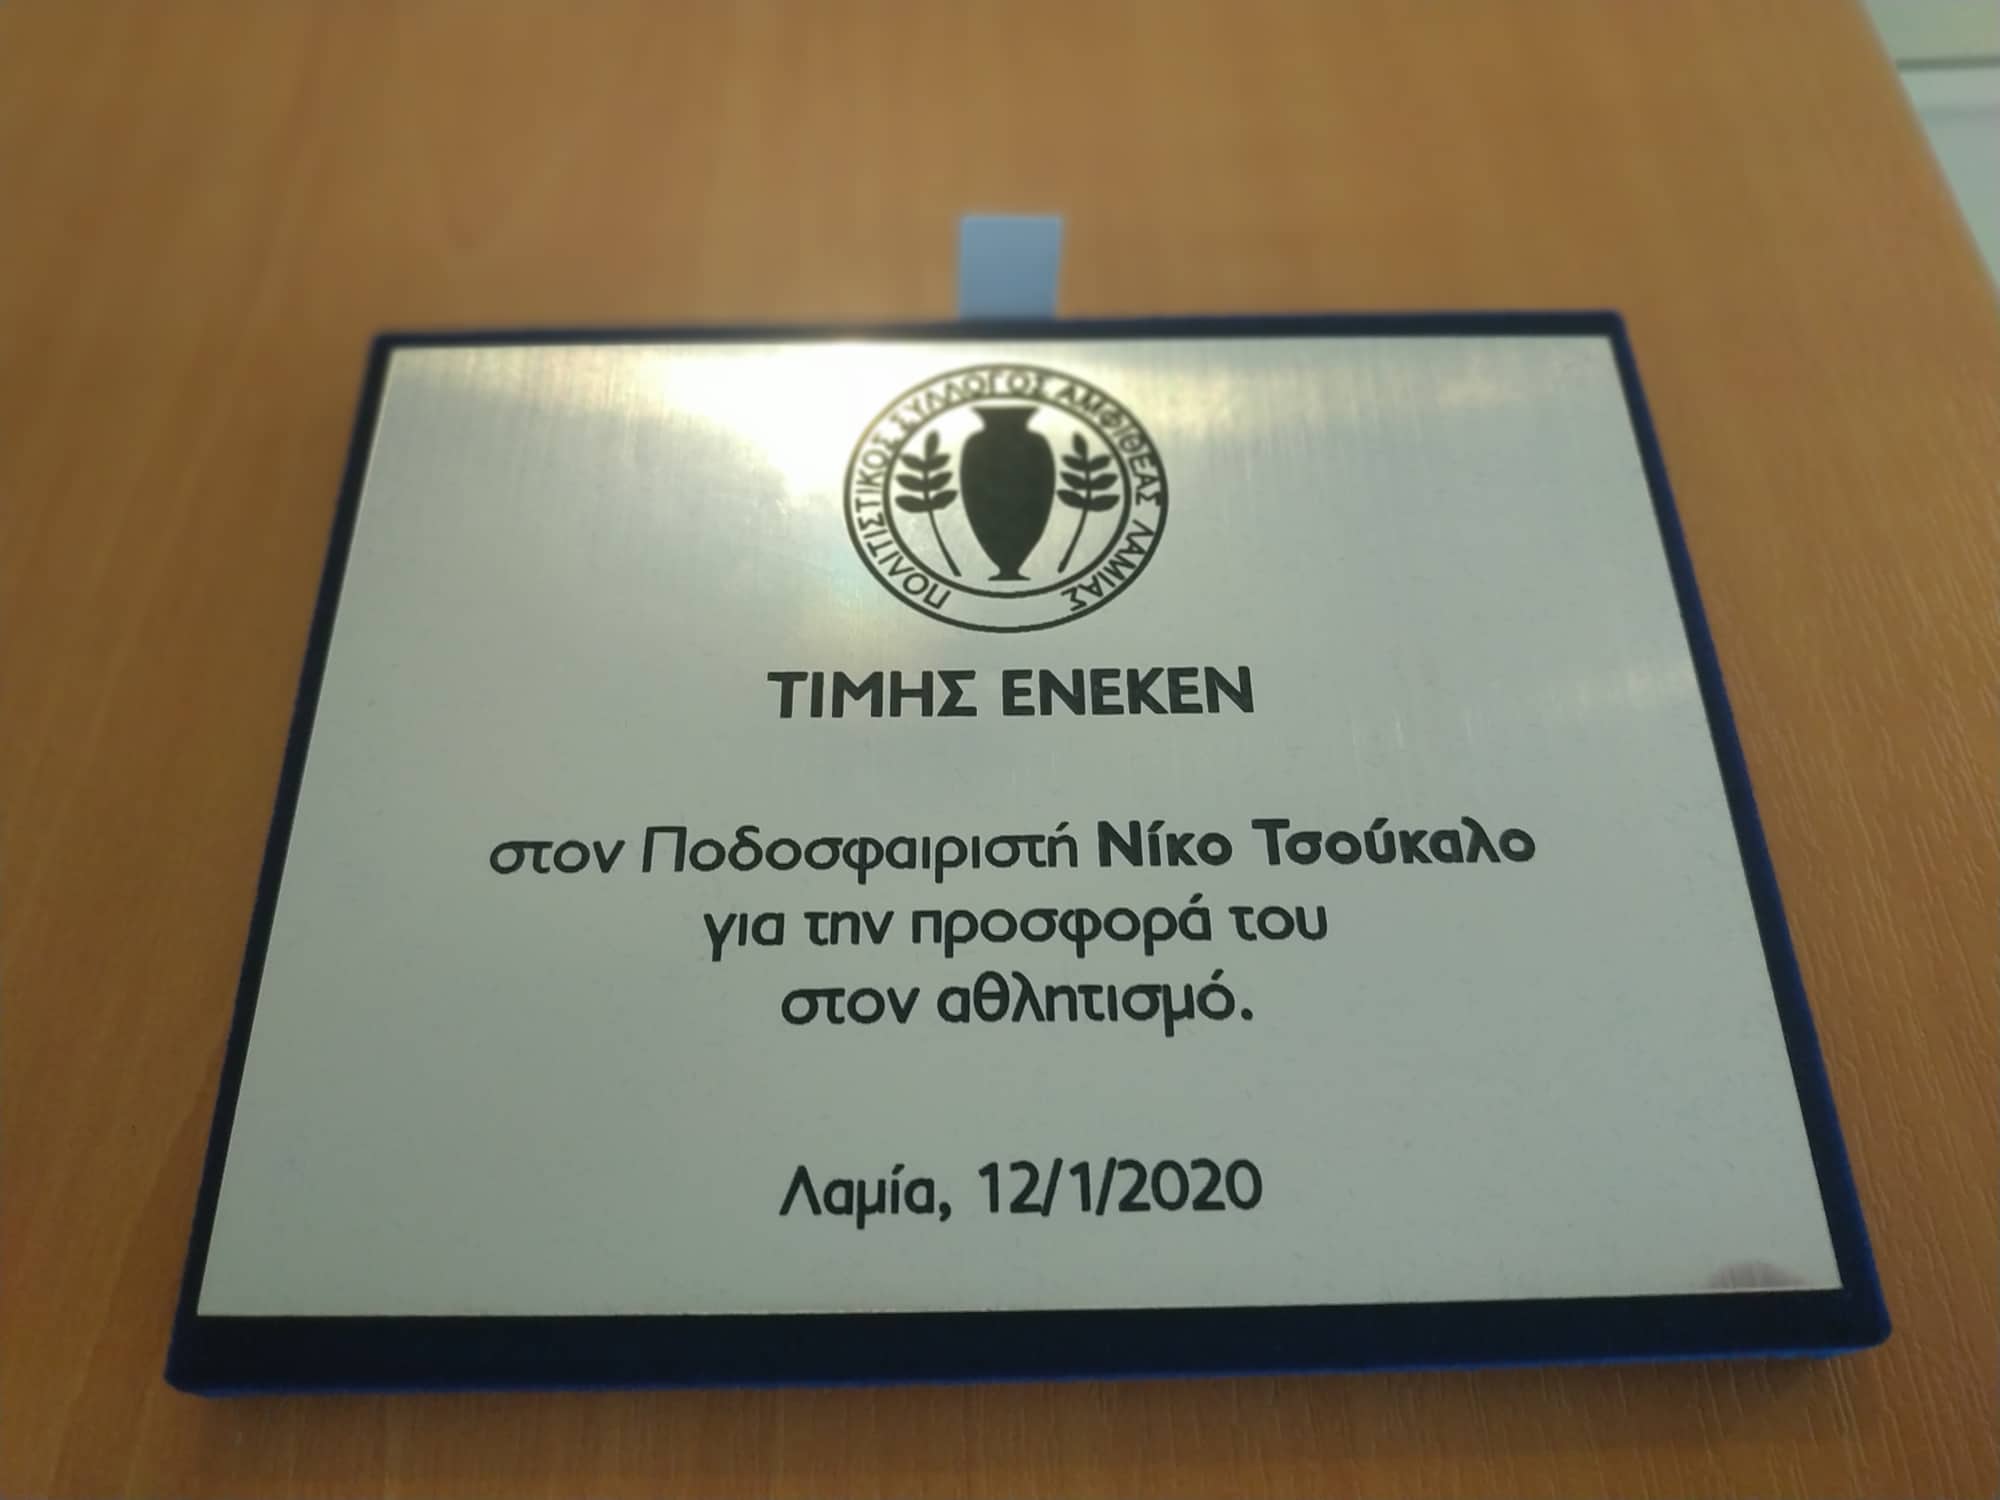 ΠΟΛΙΤΙΣΤΙΚΟΣ ΣΥΛΛΟΓΟΣ ΑΜΦΙΘΕΑΣ ΛΑΜΙΑΣ
ΤΙΜΗΣ ΕΝΕΚΕΝ
στον Ποδοσφαιριστή Νίκο Τσούκαλο
για την προσφορά του
στον αθλητισμό.
Λαμία, 12/1/2020